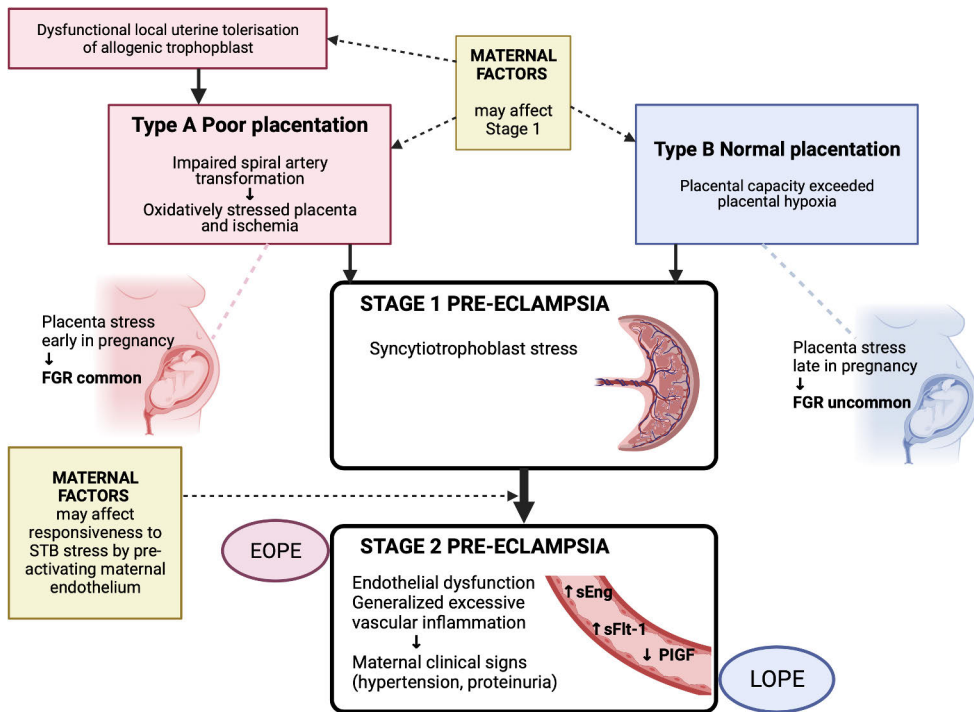 Dysfunctional local uterine tolerisation
of allogenic trophopblast
MATERNAL
FACTORS
may affect
Stage 1
Type A Poor placentation
Impaired spiral artery
transformation
↓
Oxidatively stressed placenta
and ischemia
Type B Normal placentation
Placental capacity exceeded
placental hypoxia
Placenta stress
early in pregnancy
↓
FGR common
STAGE 1 PRE-ECLAMPSIA
Syncytiotrophoblast stress
Placenta stress
late in pregnancy
↓
FGR uncommon
MATERNAL
FACTORS
may affect
responsiveness to
STB stress by pre-
activating maternal
endothelium
EOPE
STAGE 2 PRE-ECLAMPSIA
Endothelial dysfunction
Generalized excessive
vascular inflammation
↓
Maternal clinical signs
(hypertension, proteinuria)
↑ sEng
↑ sFlt-1
↓ PIGF
LOPE